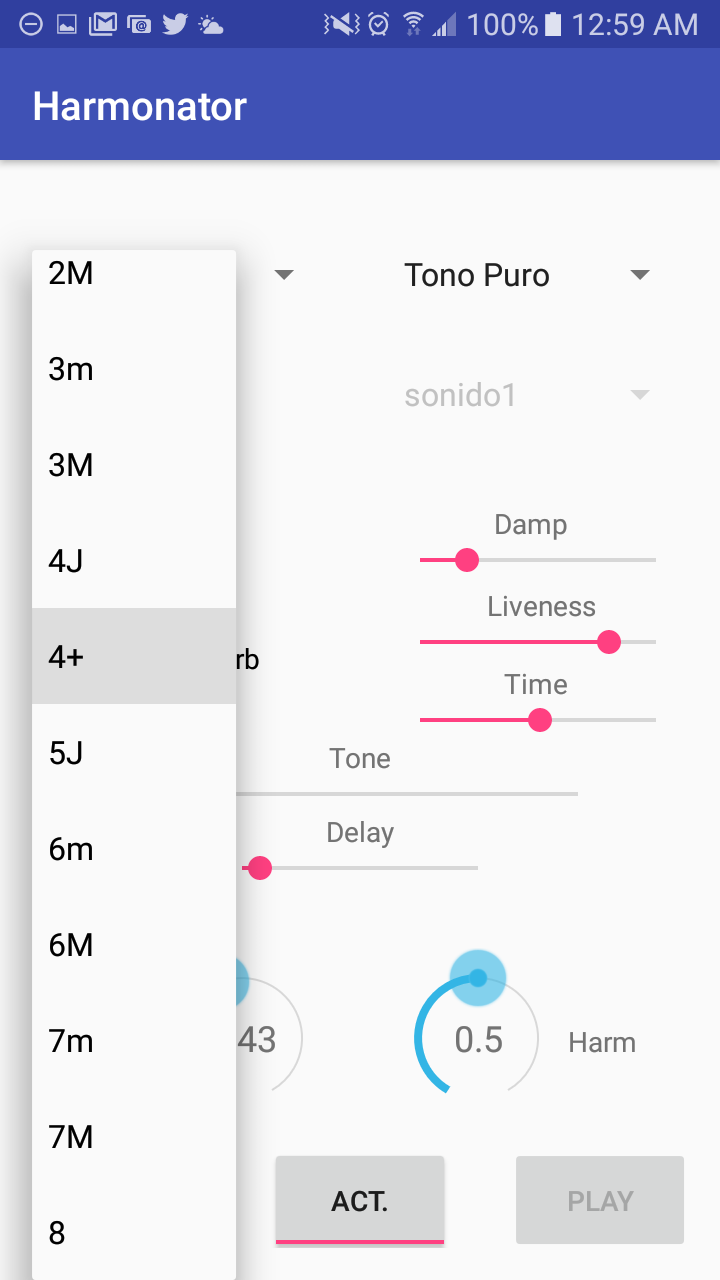 100% 12:59 AM
Harmonator
2M
Tono Puro
3m
sonido1
3M
Damp
4J
Liveness
4+
rb
Time
5J
Tone
6m
Delay
6M
7m
43
0.5
Harm
7M
8
ACT.
PLAY